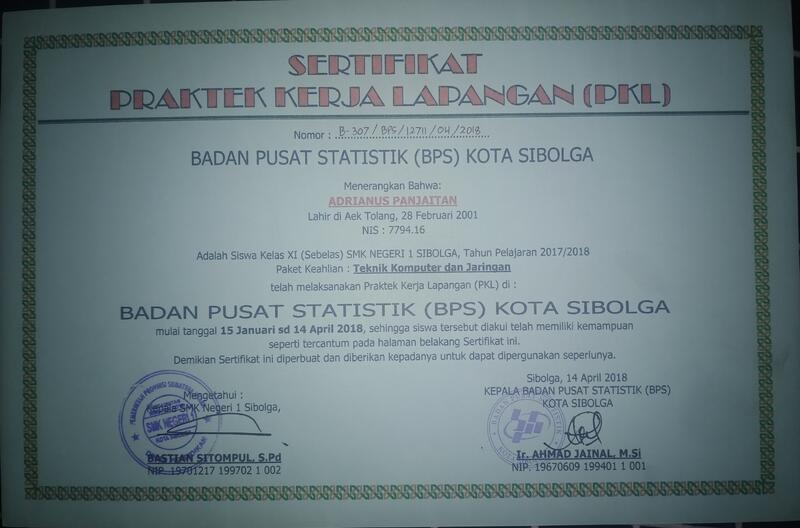 SERTIFIKAT
PRAKTEK KERJA LAPANGAN (PKL)
Nomor : B-307/BPS/12711/04/2018
BADAN PUSAT STATISTIK (BPS) KOTA SIBOLGA
Menerangkan Bahwa:
ADRIANUS PANJAITAN
Lahir di Aek Tolang, 28 Februari 2001
NIS : 7794.16
Adalah Siswa Kelas XI (Sebelas) SMK NEGERI 1 SIBOLGA, Tahun Pelajaran 2017/2018
Paket Keahlian : Teknik Komputer dan Jaringan
telah melaksanakan Praktek Kerja Lapangan (PKL) di :
BADAN PUSAT STATISTIK (BPS) KOTA SIBOLGA
mulai tanggal 15 Januari sd 14 April 2018, sehingga siswa tersebut diakui telah memiliki kemampuan
seperti tercantum pada halaman belakang Sertifikat ini.
Demikian Sertifikat ini diperbuat dan diberikan kepadanya untuk dapat dipergunakan seperlunya.
Mengetahui :
Kepala SMK Negeri 1 Sibolga,
SMK NEGERI 1
KOTA SIBOLGA
BASTIAN SITOMPUL, S.Pd
NIP. 19701217 199702 1 002
Sibolga, 14 April 2018
KEPALA BADAN PUSAT STATISTIK (BPS)
KOTA SIBOLGA
Ir. AHMAD JAINAL, M.Si
NIP. 19670609 199401 1 001